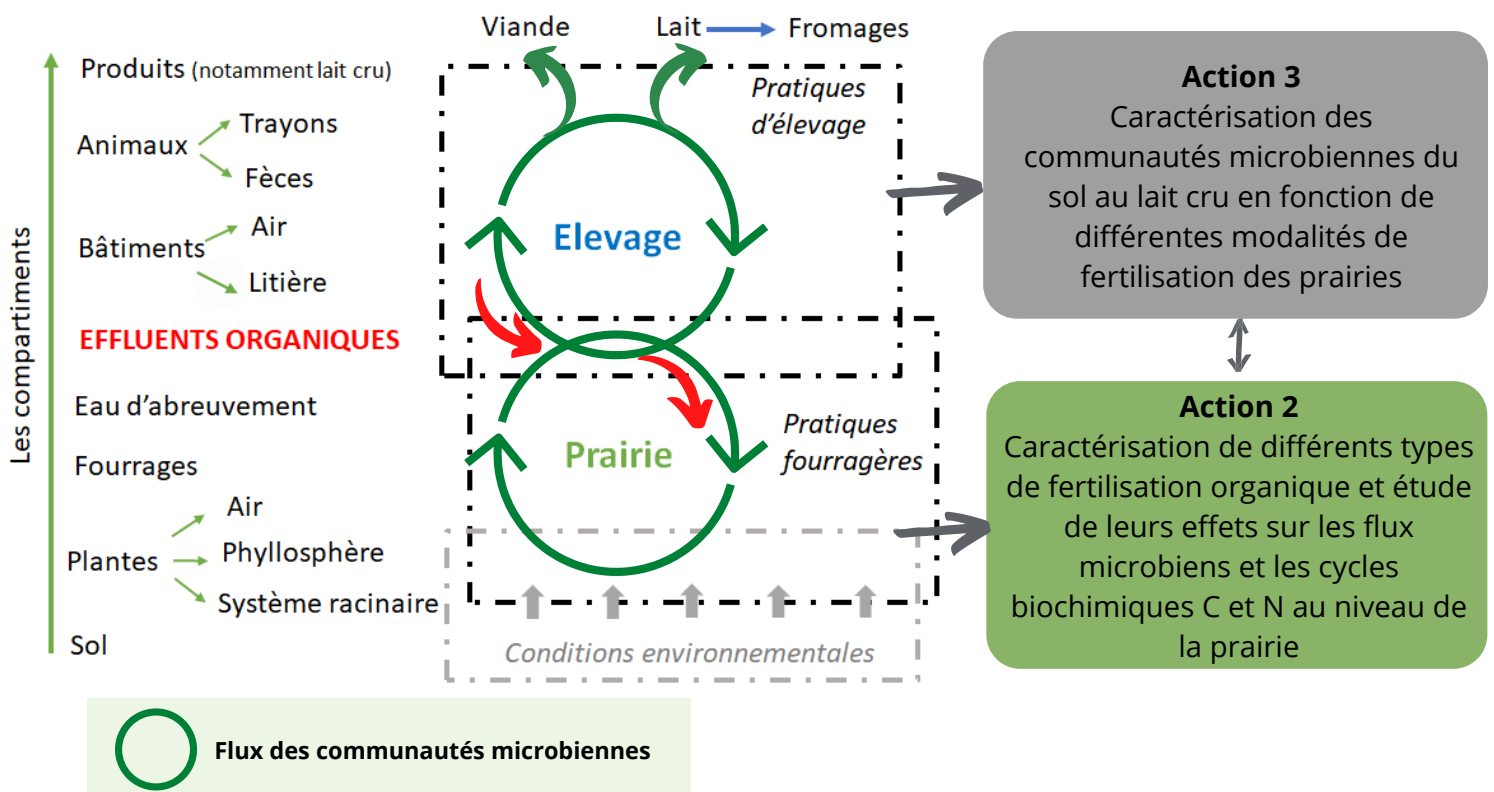 Les compartiments
Produits (notamment lait cru)
Animaux
Trayons
Fèces
Bâtiments
Air
Litière
EFFLUENTS ORGANIQUES
Eau d'abreuvement
Fourrages
Plantes
Air
Phyllosphère
Système racinaire
Sol
Viande
Lait
Fromages
Pratiques
d'élevage
Elevage
Prairie
Pratiques
fourragères
Conditions environnementales
Action 3
Caractérisation des
communautés microbiennes du
sol au lait cru en fonction de
différentes modalités de
fertilisation des prairies
Action 2
Caractérisation de différents types
de fertilisation organique et étude
de leurs effets sur les flux
microbiens et les cycles
biochimiques C et N au niveau de
la prairie
Flux des communautés microbiennes